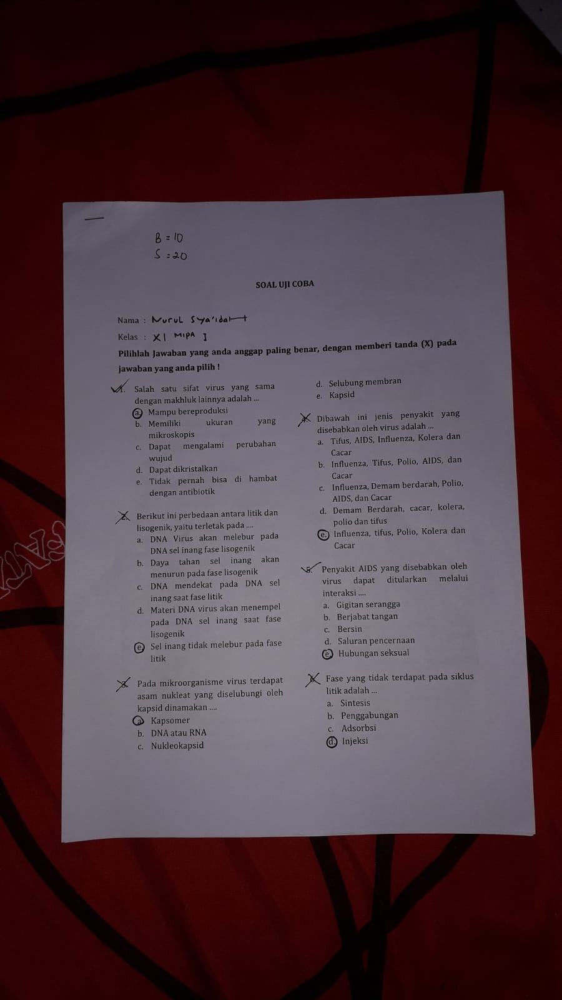 B = 10
S = 20
SOAL UJI COBA
Nama : Nurul Sya'idah
Kelas : XI MIPA I
Pilihlah Jawaban yang anda anggap paling benar, dengan memberi tanda (X) pada
jawaban yang anda pilih !
1. Salah satu sifat virus yang sama
dengan makhluk lainnya adalah ...
a. Mampu bereproduksi
b. Memiliki ukuran yang
mikroskopis
c. Dapat mengalami perubahan
wujud
d. Dapat dikristalkan
e. Tidak pernah bisa di hambat
dengan antibiotik
2. Berikut ini perbedaan antara litik dan
lisogenik, yaitu terletak pada ....
a. DNA Virus akan melebur pada
DNA sel inang fase lisogenik
b. Daya tahan sel inang akan
menurun pada fase lisogenik
c. DNA mendekat pada DNA sel
inang saat fase litik
d. Materi DNA virus akan menempel
pada DNA sel inang saat fase
lisogenik
e. Sel inang tidak melebur pada fase
litik
3. Pada mikroorganisme virus terdapat
asam nukleat yang diselubungi oleh
kapsid dinamakan ....
a. Kapsomer
b. DNA atau RNA
c. Nukleokapsid
d. Selubung membran
e. Kapsid
4. Dibawah ini jenis penyakit yang
disebabkan oleh virus adalah ...
a. Tifus, AIDS, Influenza, Kolera dan
Cacar
b. Influenza, Tifus, Polio, AIDS, dan
Cacar
c. Influenza, Demam berdarah, Polio,
AIDS, dan Cacar
d. Demam Berdarah, cacar, kolera,
polio dan tifus
e. Influenza, tifus, Polio, Kolera dan
Cacar
5. Penyakit AIDS yang disebabkan oleh
virus dapat ditularkan melalui
interaksi ....
a. Gigitan serangga
b. Berjabat tangan
c. Bersin
d. Saluran pencernaan
e. Hubungan seksual
6. Fase yang tidak terdapat pada siklus
litik adalah ...
a. Sintesis
b. Penggabungan
c. Adsorbsi
d. Injeksi